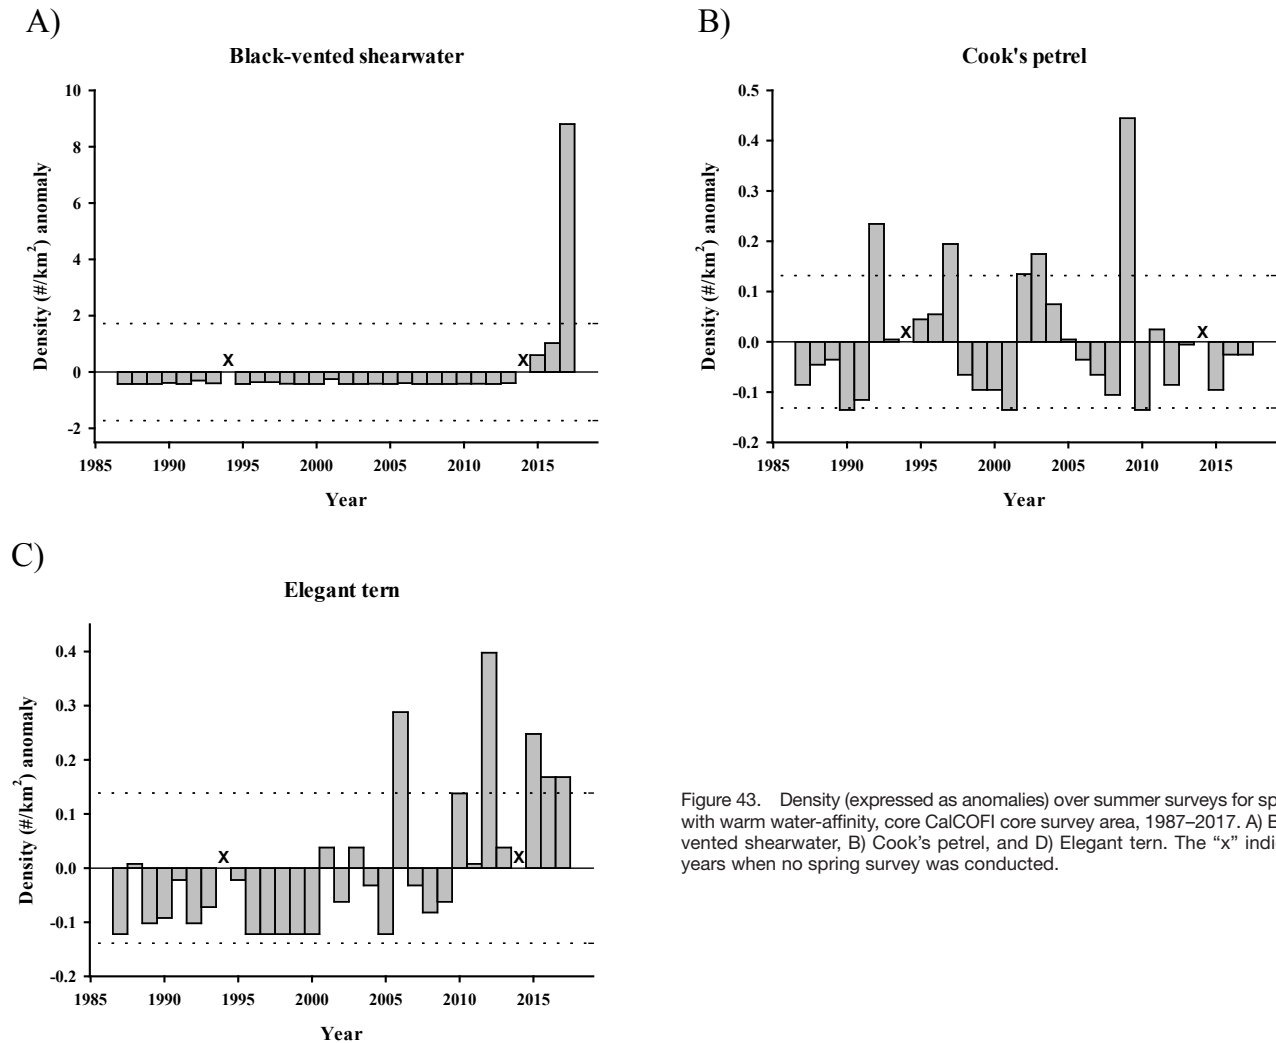 A)
Black-vented shearwater
Density (#/km²) anomaly
10
8
6
4
2
0
-2
x
x
1985 1990 1995 2000 2005 2010 2015
Year
B)
Cook's petrel
Density (#/km²) anomaly
0.5
0.4
0.3
0.2
0.1
0.0
-0.1
-0.2
x
x
1985 1990 1995 2000 2005 2010 2015
Year
C)
Elegant tern
Density (#/km²) anomaly
0.4
0.3
0.2
0.1
0.0
-0.1
-0.2
x
x
1985 1990 1995 2000 2005 2010 2015
Year
Figure 43. Density (expressed as anomalies) over summer surveys for sp
with warm water-affinity, core CalCOFI core survey area, 1987–2017. A) B
vented shearwater, B) Cook's petrel, and D) Elegant tern. The “x” indi
years when no spring survey was conducted.